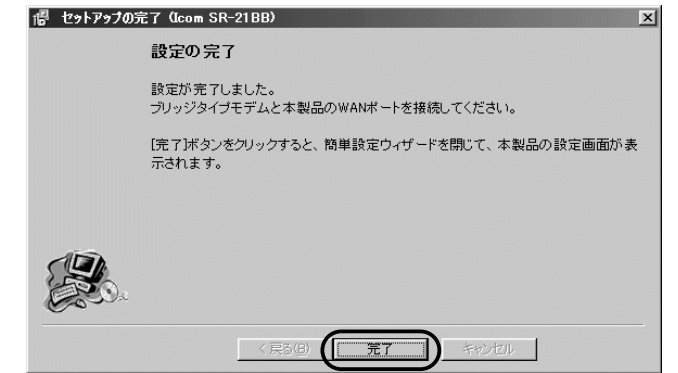 セットアップの完了 (Icom SR-21BB)
設定の完了
設定が完了しました。
ブリッジタイプモデムと本製品のWANポートを接続してください。
[完了]ボタンをクリックすると、簡単設定ウィザードを閉じて、本製品の設定画面が表
示されます。
< 戻る(B)
完了
キャンセル